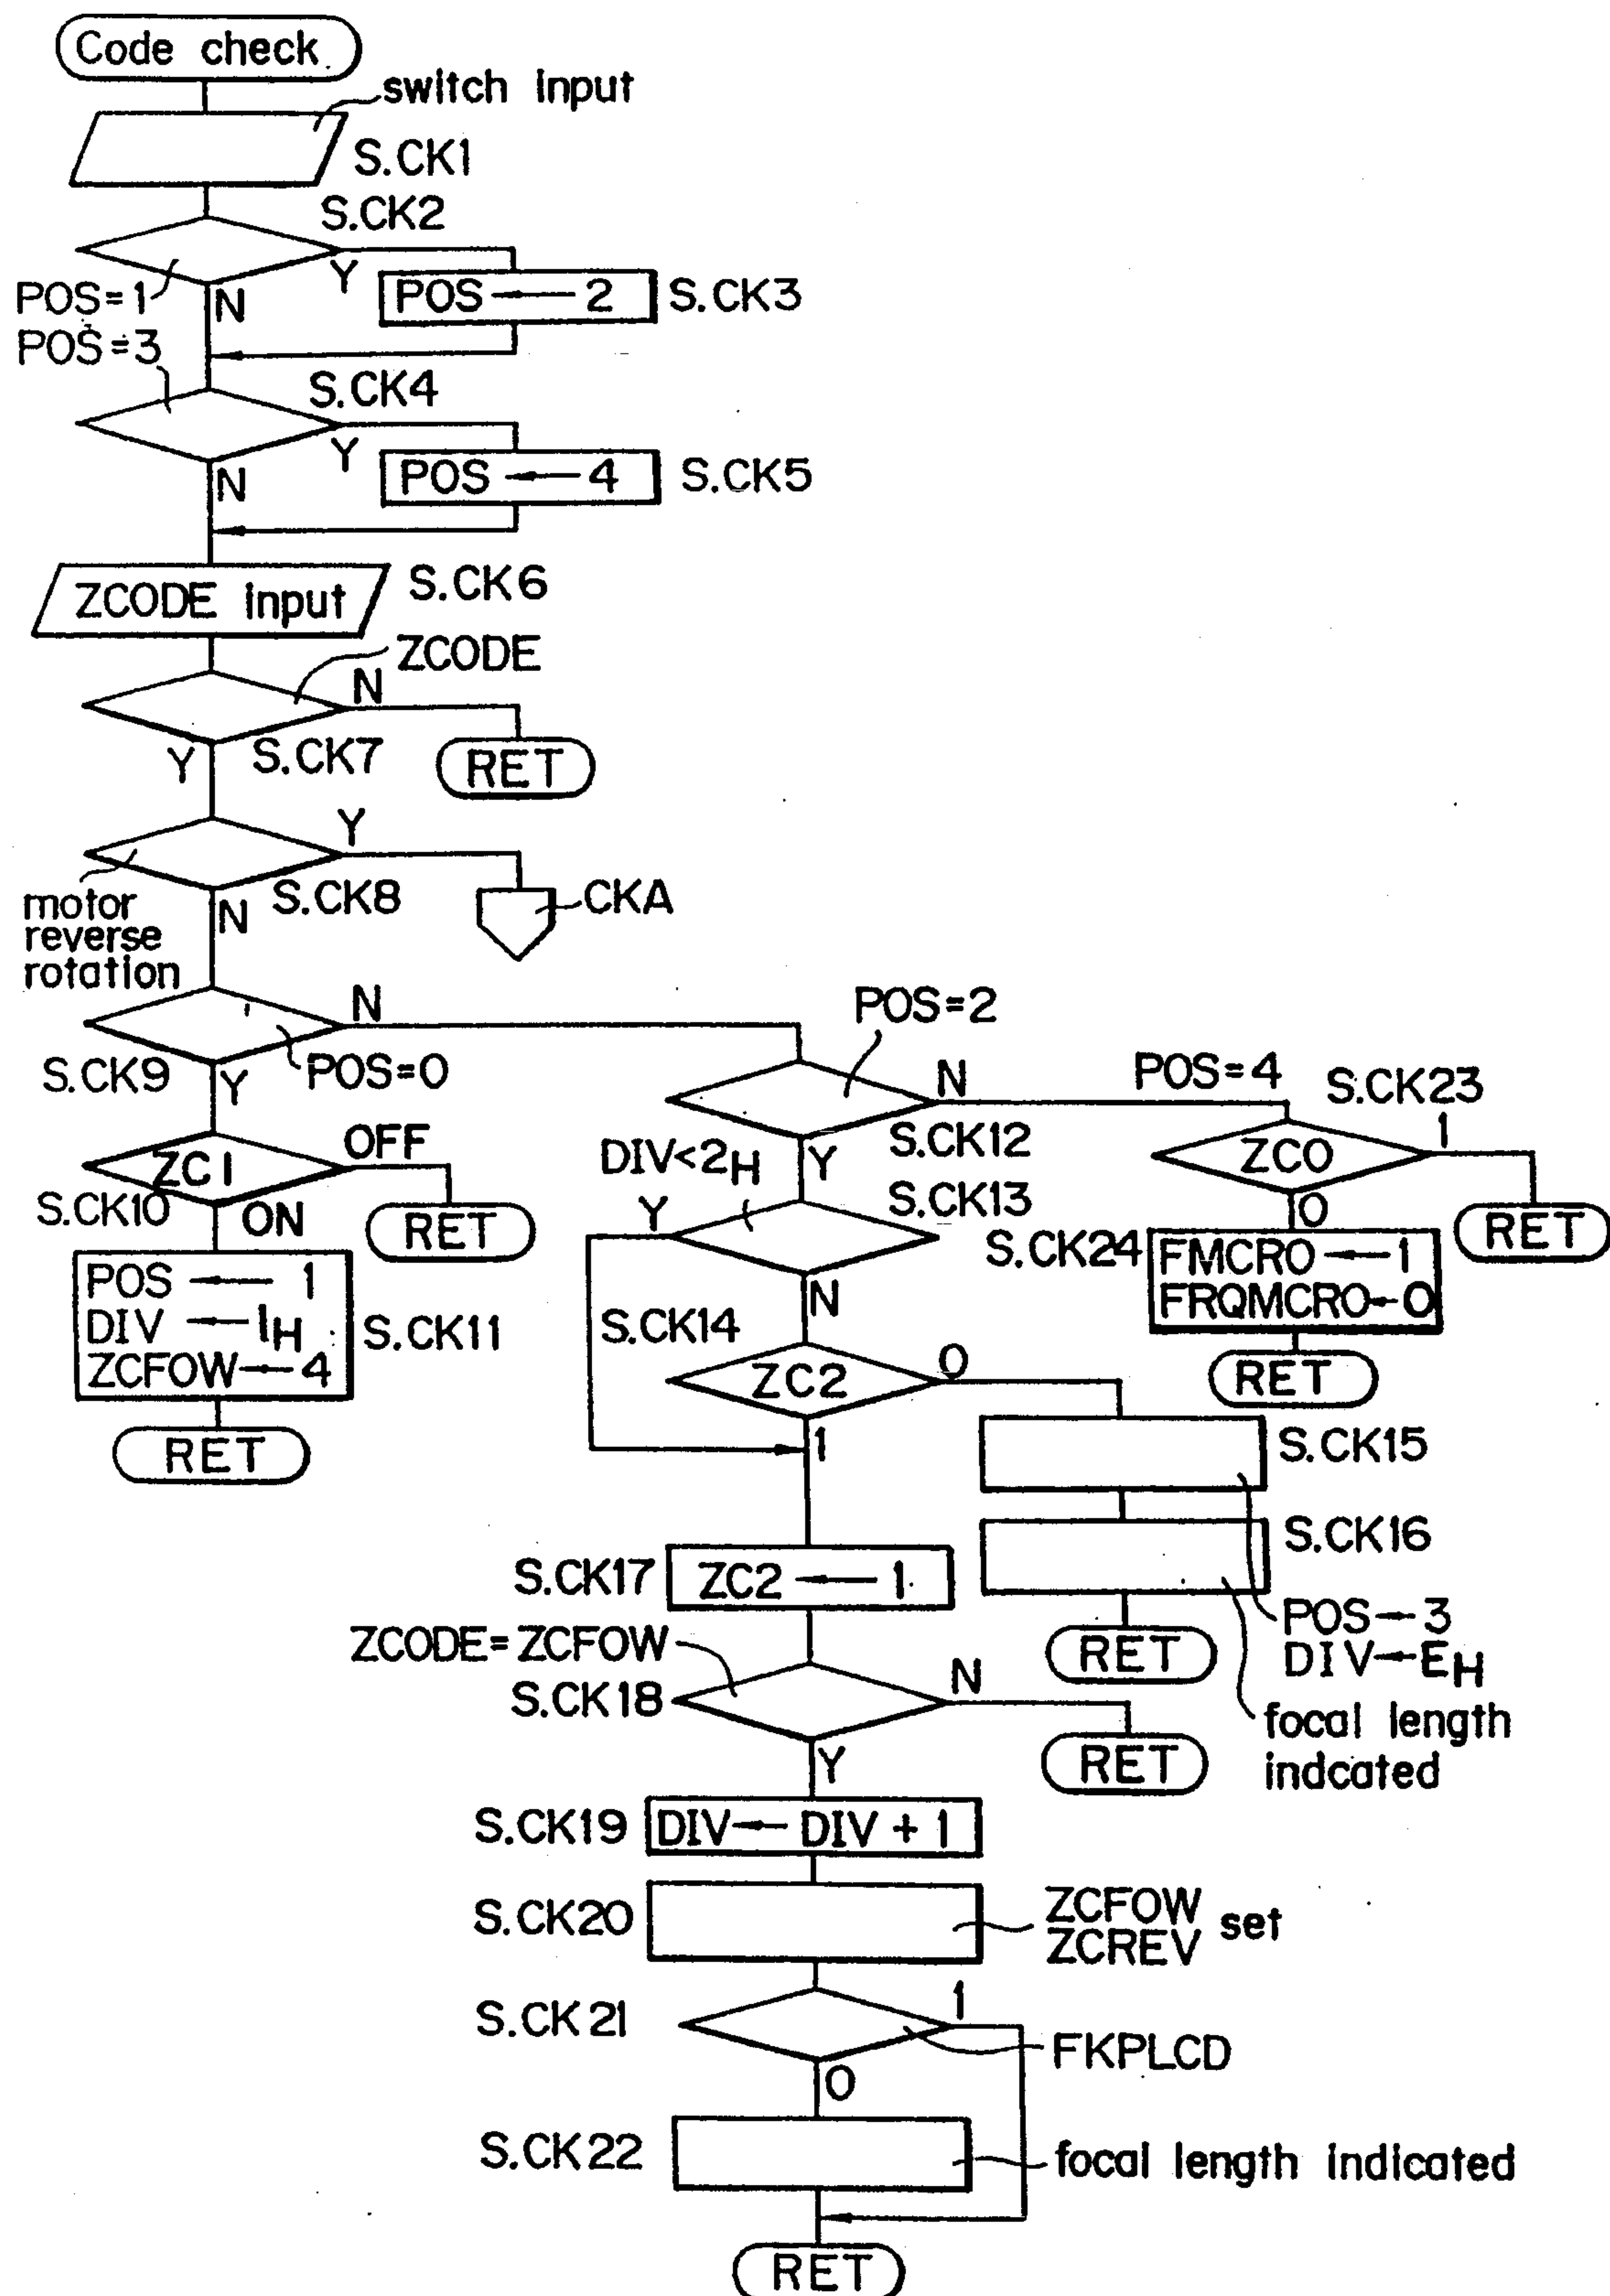 Code check
switch input
S.CK1
S.CK2
Y
POS=1
N
POS ← 2
S.CK3
POS=3
S.CK4
Y
N
POS ← 4
S.CK5
ZCODE input
S.CK6
ZCODE
N
Y
S.CK7
RET
Y
motor
reverse
rotation
N
S.CK8
CKA
N
S.CK9
Y
POS=0
POS=2
N
POS=4
S.CK23
1
ZC1
OFF
S.CK10
ON
RET
DIV<2H
Y
S.CK12
ZC0
0
RET
Y
S.CK13
S.CK24
FMCRO ← 1
FRQMCRO ← 0
RET
POS ← 1
DIV ← 1H
ZCFOW ← 4
S.CK11
RET
S.CK14
N
ZC2
0
1
S.CK15
S.CK16
POS ← 3
DIV ← EH
focal length
indcated
RET
S.CK17
ZC2 ← 1
ZCODE=ZCFOW
S.CK18
N
RET
Y
S.CK19
DIV ← DIV + 1
S.CK20
ZCFOW
ZCREV
set
S.CK21
1
FKPLCD
0
S.CK22
focal length indicated
RET